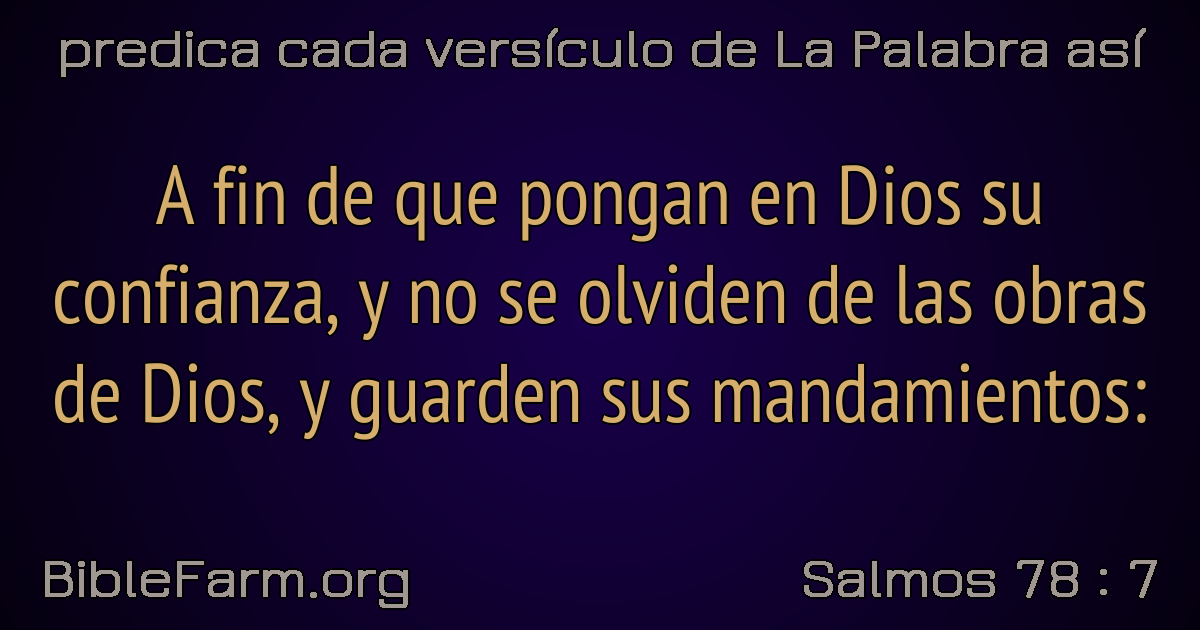 predica cada versículo de La Palabra así
A fin de que pongan en Dios su
confianza, y no se olviden de las obras
de Dios, y guarden sus mandamientos:
BibleFarm.org
Salmos 78 : 7